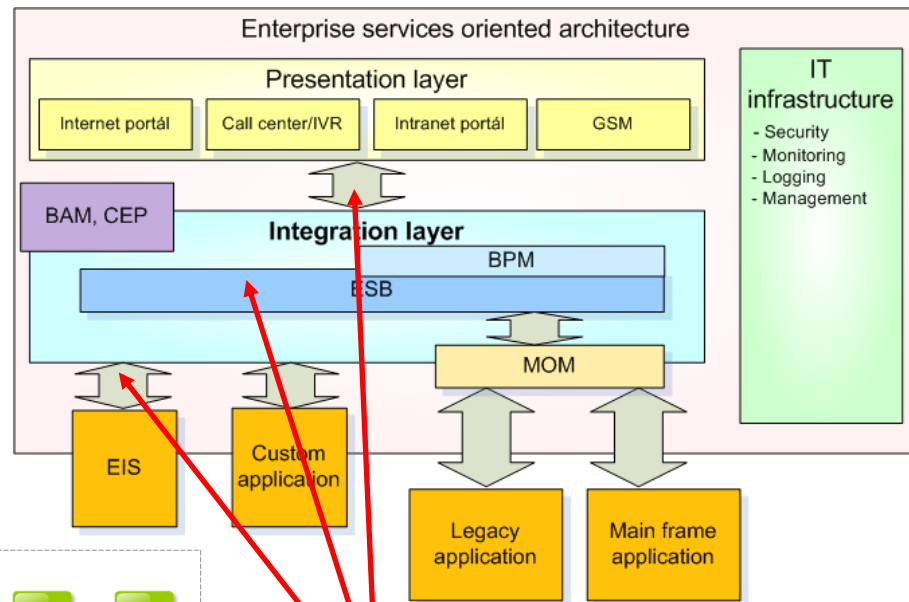 Enterprise services oriented architecture
Presentation layer
Internet portál
Call center/IVR
Intranet portál
GSM
IT
infrastructure
- Security
- Monitoring
- Logging
- Management
BAM, CEP
Integration layer
BPM
ESB
MOM
EIS
Custom
application
Legacy
application
Main frame
application